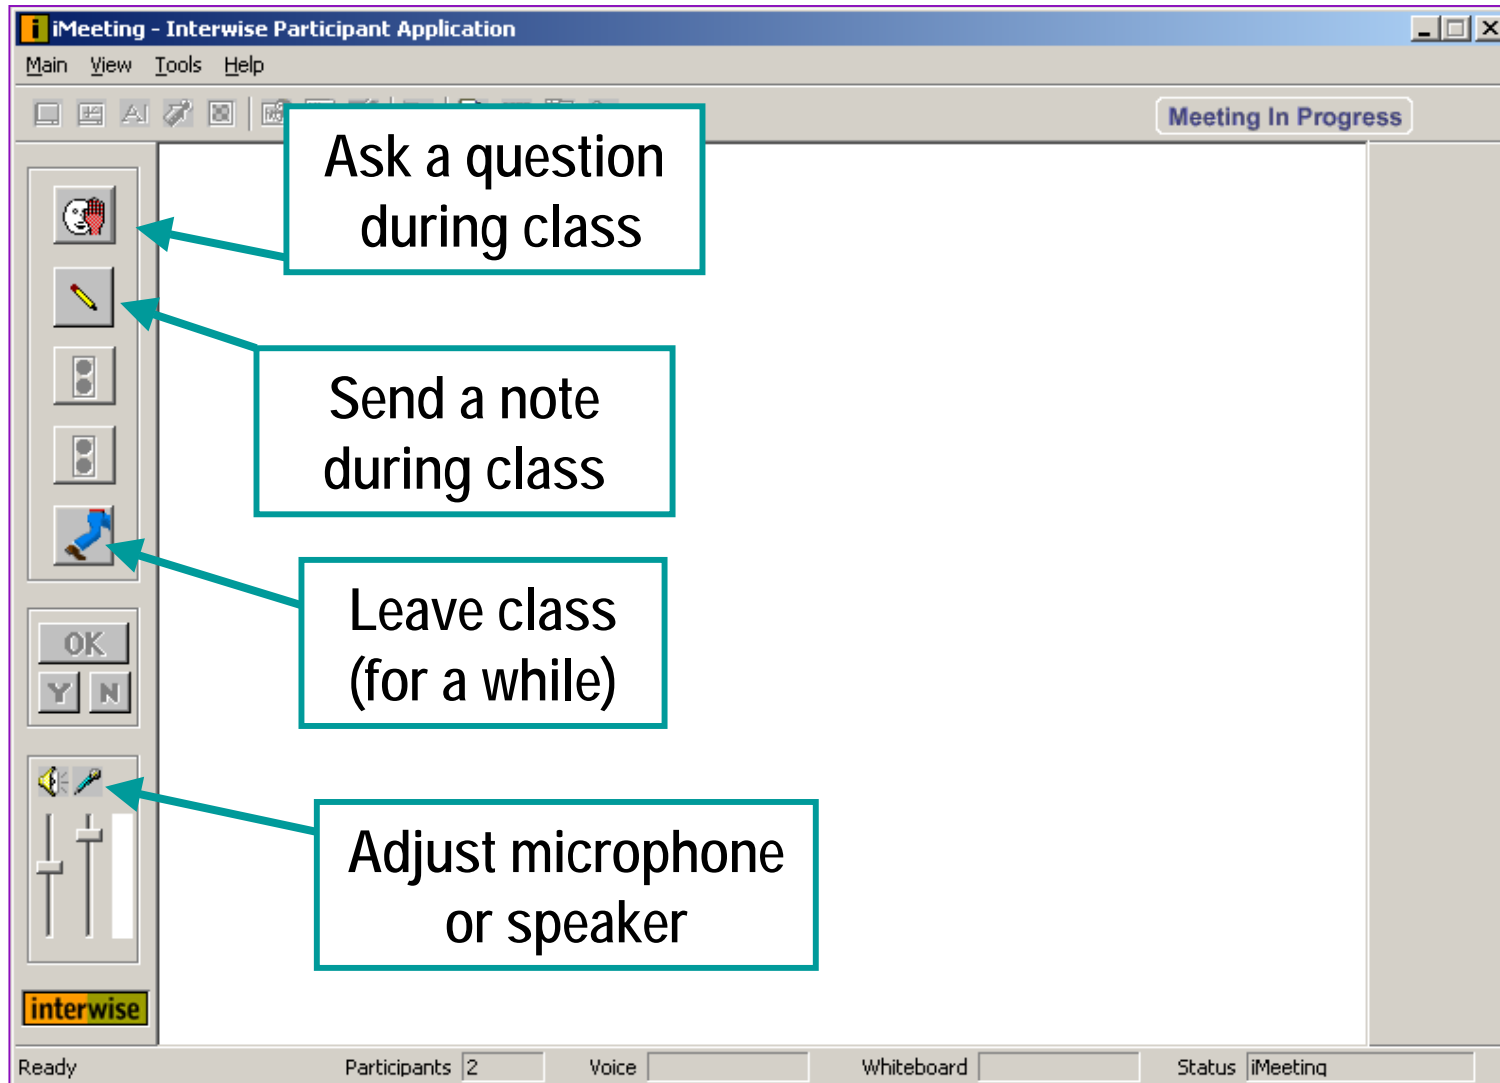 iMeeting - Interwise Participant Application
Main View Tools Help
Meeting In Progress
Ask a question
during class
Send a note
during class
Leave class
(for a while)
OK
Y N
Adjust microphone
or speaker
interwise
Ready Participants 2 Voice Whiteboard Status iMeeting